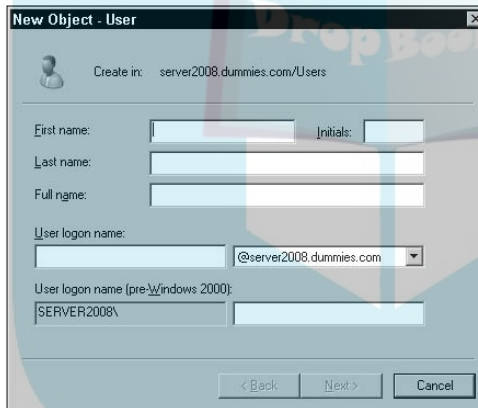 New Object - User
DropBook
Create in: server2008.dummies.com/Users
First name:
Initials:
Last name:
Full name:
User logon name:
@server2008.dummies.com
User logon name (pre-Windows 2000):
SERVER2008\
< Back
Next >
Cancel